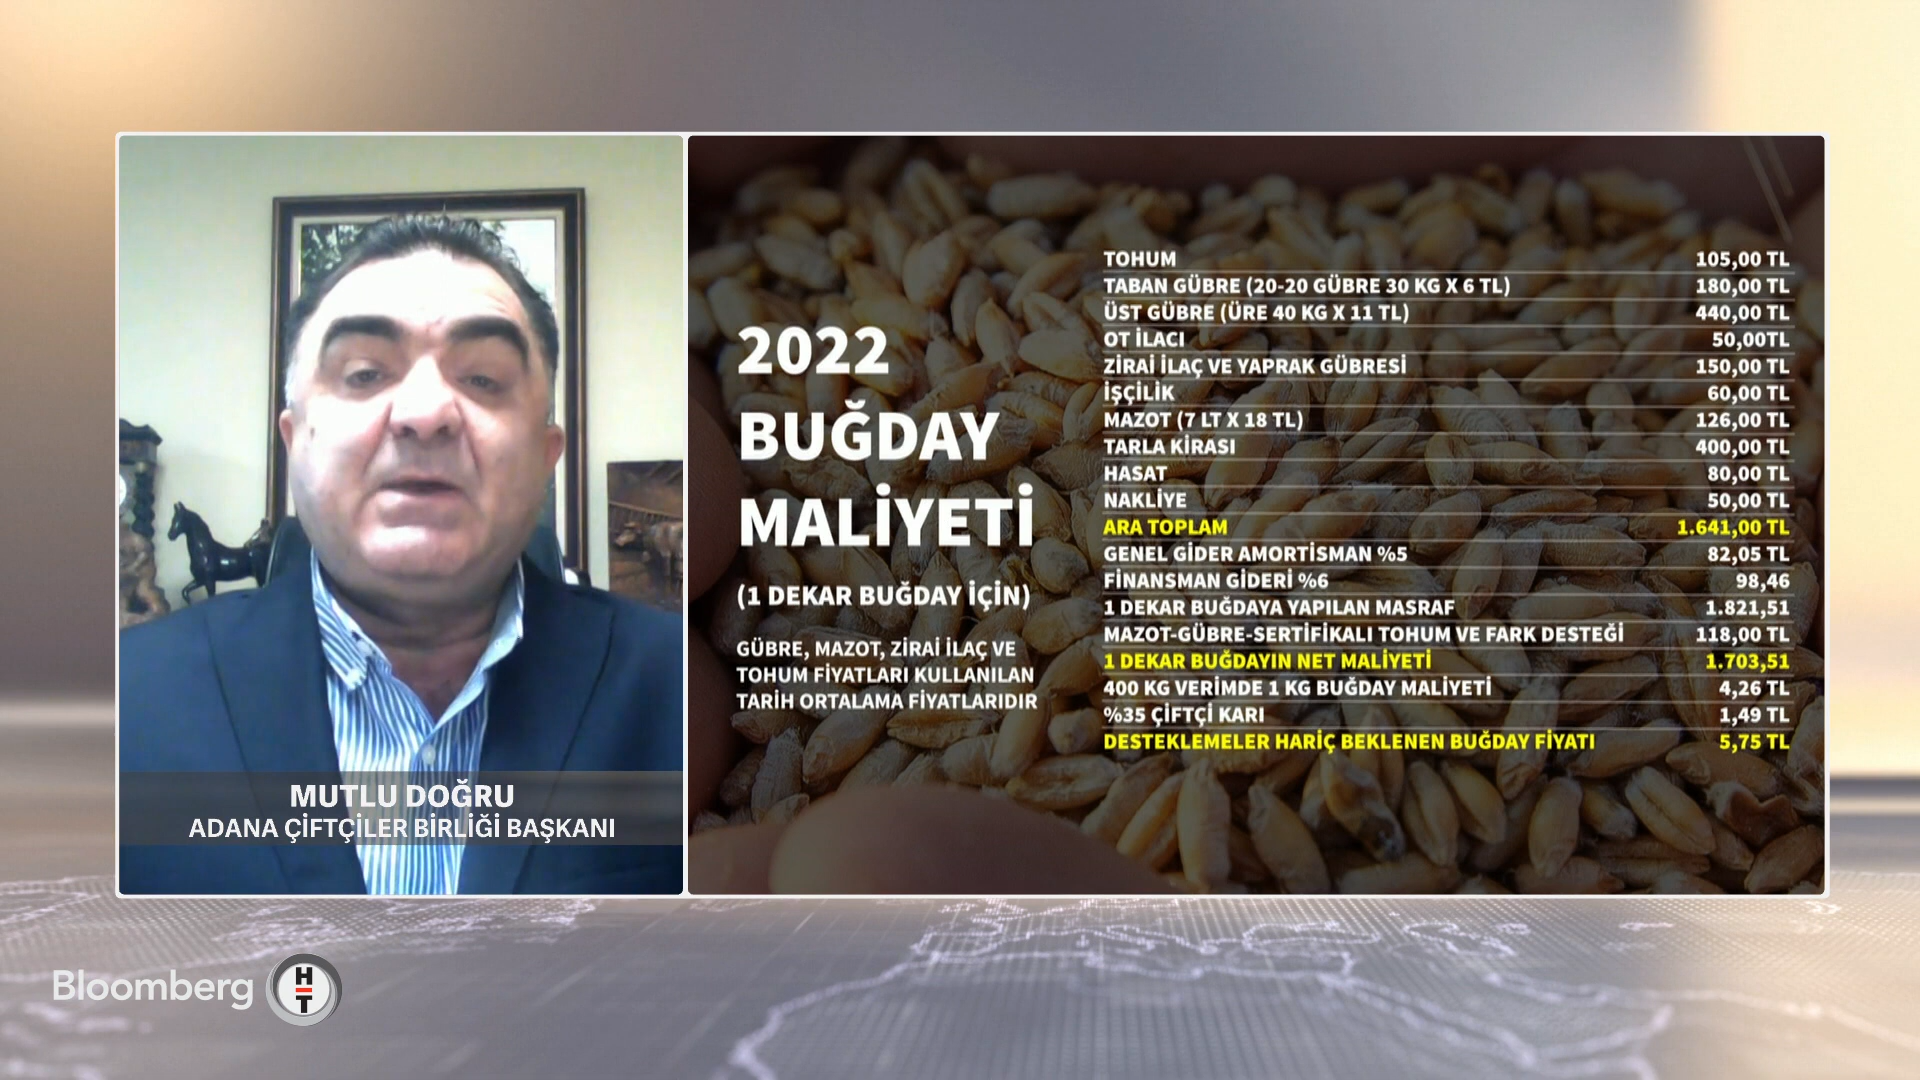 2022
BUĞDAY
MALİYETİ
(1 DEKAR BUĞDAY İÇİN)
GÜBRE, MAZOT, ZİRAİ İLAÇ VE
TOHUM FİYATLARI KULLANILAN
TARİH ORTALAMA FİYATLARIDIR
TOHUM 105,00 TL
TABAN GÜBRE (20-20 GÜBRE 30 KG X 6 TL) 180,00 TL
ÜST GÜBRE (ÜRE 40 KG X 11 TL) 440,00 TL
OT İLACI 50,00TL
ZİRAİ İLAÇ VE YAPRAK GÜBRESİ 150,00 TL
İŞÇİLİK 60,00 TL
MAZOT (7 LT X 18 TL) 126,00 TL
TARLA KİRASI 400,00 TL
HASAT 80,00 TL
NAKLİYE 50,00 TL
ARA TOPLAM 1.641,00 TL
GENEL GİDER AMORTİSMAN %5 82,05 TL
FİNANSMAN GİDERİ %6 98,46
1 DEKAR BUĞDAYA YAPILAN MASRAF 1.821,51
MAZOT-GÜBRE-SERTİFİKALI TOHUM VE FARK DESTEĞİ 118,00 TL
1 DEKAR BUĞDAYIN NET MALİYETİ 1.703,51
400 KG VERİMDE 1 KG BUĞDAY MALİYETİ 4,26 TL
%35 ÇİFTÇİ KARI 1,49 TL
DESTEKLEMELER HARİÇ BEKLENEN BUĞDAY FİYATI 5,75 TL
MUTLU DOĞRU
ADANA ÇİFTÇİLER BİRLİĞİ BAŞKANI
Bloomberg HT